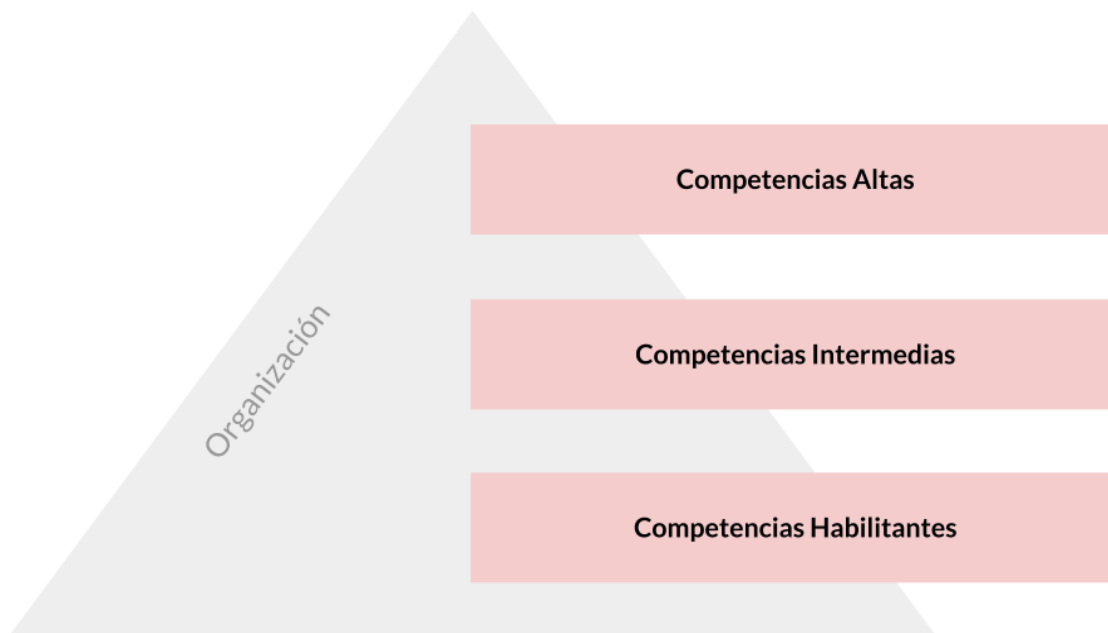 Competencias Altas
Organización
Competencias Intermedias
Competencias Habilitantes